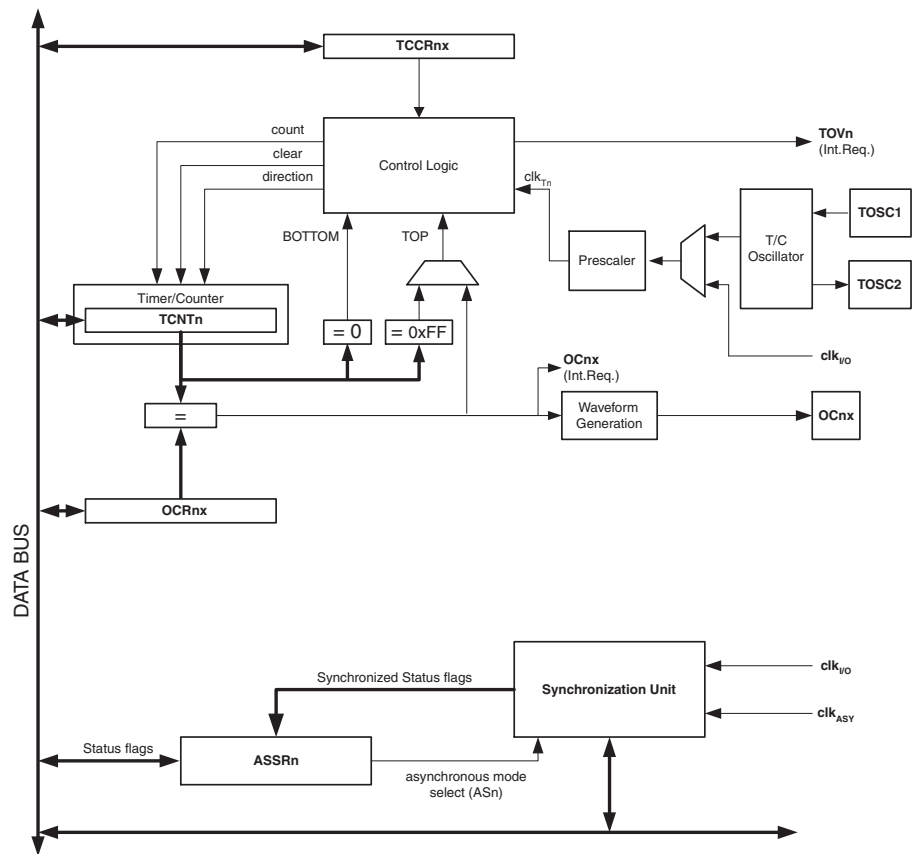 TCCRnx
count
clear
direction
Control Logic
TOVn
(Int.Req.)
clkTn
TOSC1
T/C
Oscillator
Prescaler
TOSC2
BOTTOM
TOP
Timer/Counter
TCNTn
= 0
= 0xFF
OCnx
(Int.Req.)
clkI/O
=
Waveform
Generation
OCnx
OCRnx
DATA BUS
Synchronized Status flags
Synchronization Unit
clkI/O
clkASY
Status flags
ASSRn
asynchronous mode
select (ASn)